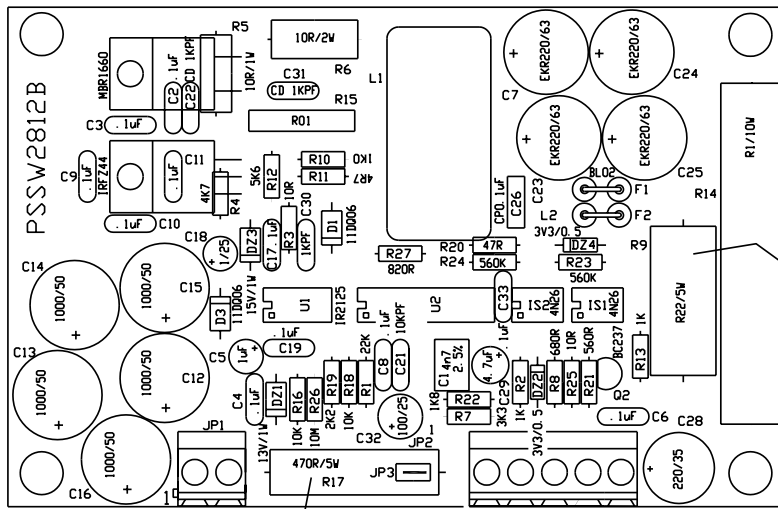 PSSW2812B
R5
MBR1660
.1uF
C2
C22
CD 1KPF
10R/1W
10R/2W
R6
C31
CD 1KPF
R15
R01
L1
EKR220/63
EKR220/63
C7
C24
EKR220/63
EKR220/63
C23
C25
R1/10W
R14
C3
.1uF
C9
.1uF
IRFZ44
.1uF
C11
4K7
R4
C10
.1uF
5K6
R12
R10
1K0
R11
4R7
10R
R3
C30
1KPF
D1
11DQ06
C17
.1uF
DZ3
15V/1W
C18
1/25
CP0.1uF
C26
BLO2
F1
L2
F2
3V3/0.5
R20
47R
DZ4
R24
560K
R23
560K
R27
820R
R9
R22/5W
C14
1000/50
C15
1000/50
D3
11DQ06
U1
IR2125
U2
C33
.1uF
IS2
4N26
IS1
4N26
C13
1000/50
C12
1000/50
C5
1uF
.1uF
C19
.1uF
10KPF
C8
C21
22K
R1
R18
R19
R26
R16
2K2
10K
10M
10K
C4
.1uF
DZ1
13V/1W
C1
4n7
2.5%
4.7uF
C29
1K8
R22
R7
3K3
R2
1K
DZ2
3V3/0.5
680R
R8
10R
R25
560R
R21
BC237
Q2
1K
R13
.1uF
C6
C28
220/35
C32
100/25
JP2
1
C16
1000/50
JP1
1
470R/5W
R17
JP3